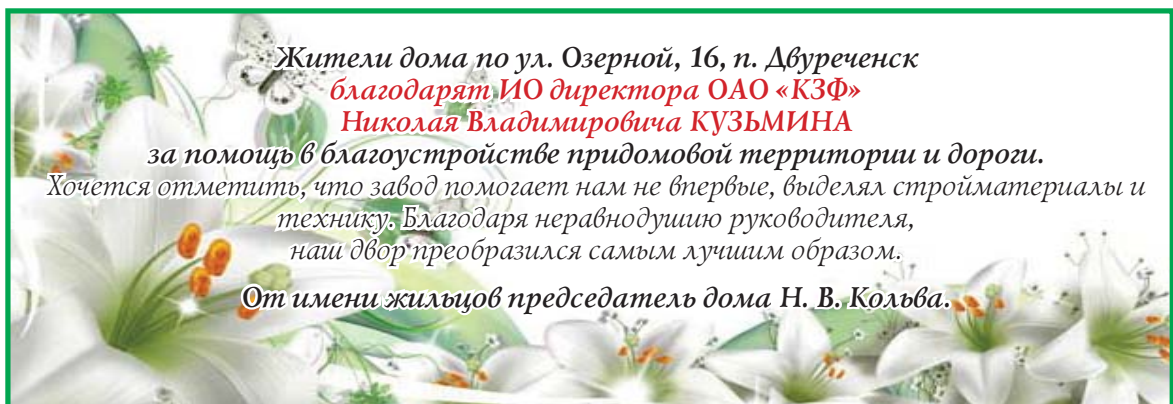 Жители дома по ул. Озерной, 16, п. Двуреченск
благодарят ИО директора ОАО «КЗФ»
Николая Владимировича КУЗЬМИНА
за помощь в благоустройстве придомовой территории и дороги.
Хочется отметить, что завод помогает нам не впервые, выделял стройматериалы и
технику. Благодаря неравнодушию руководителя,
наш двор преобразился самым лучшим образом.
От имени жильцов председатель дома Н. В. Кольва.